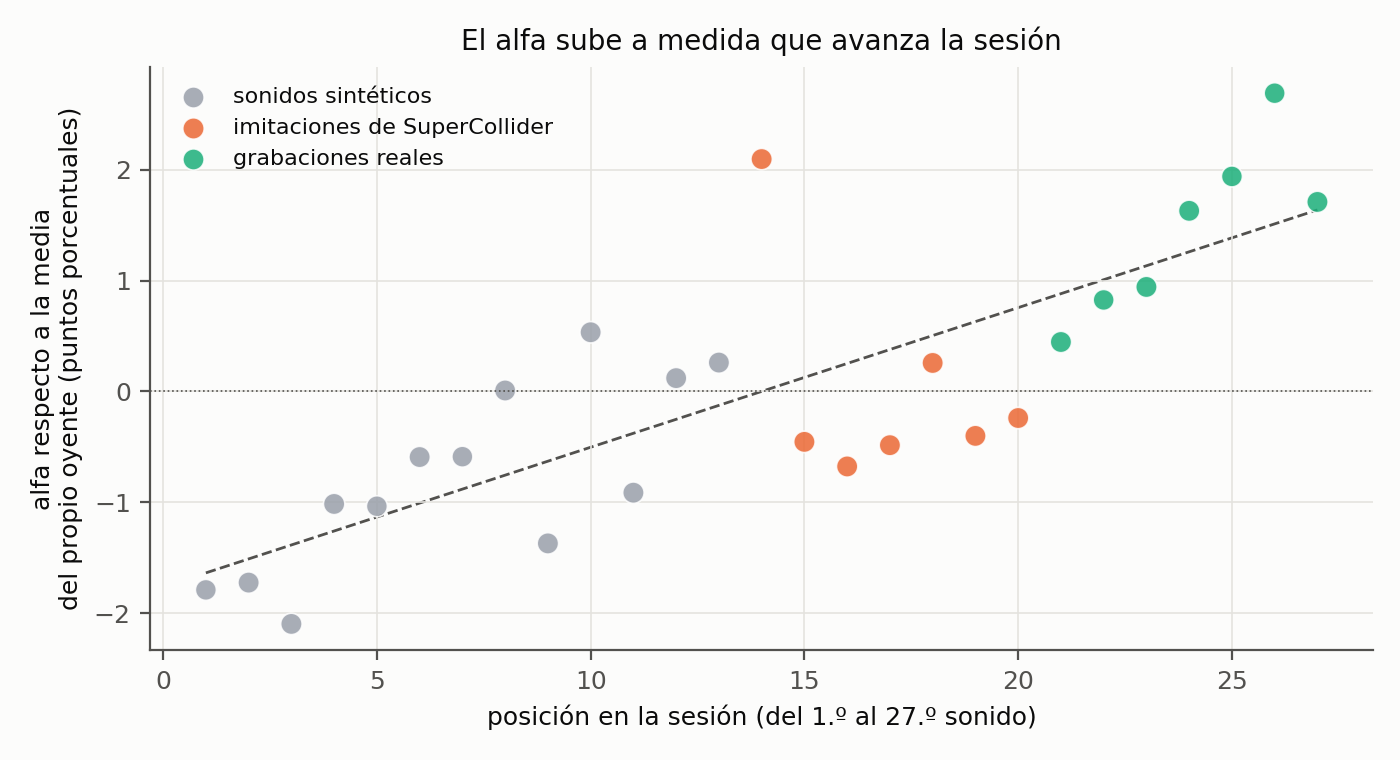 El alfa sube a medida que avanza la sesión
sonidos sintéticos
imitaciones de SuperCollider
grabaciones reales
alfa respecto a la media
del propio oyente (puntos porcentuales)
2
1
0
−1
−2
0 5 10 15 20 25
posición en la sesión (del 1.º al 27.º sonido)